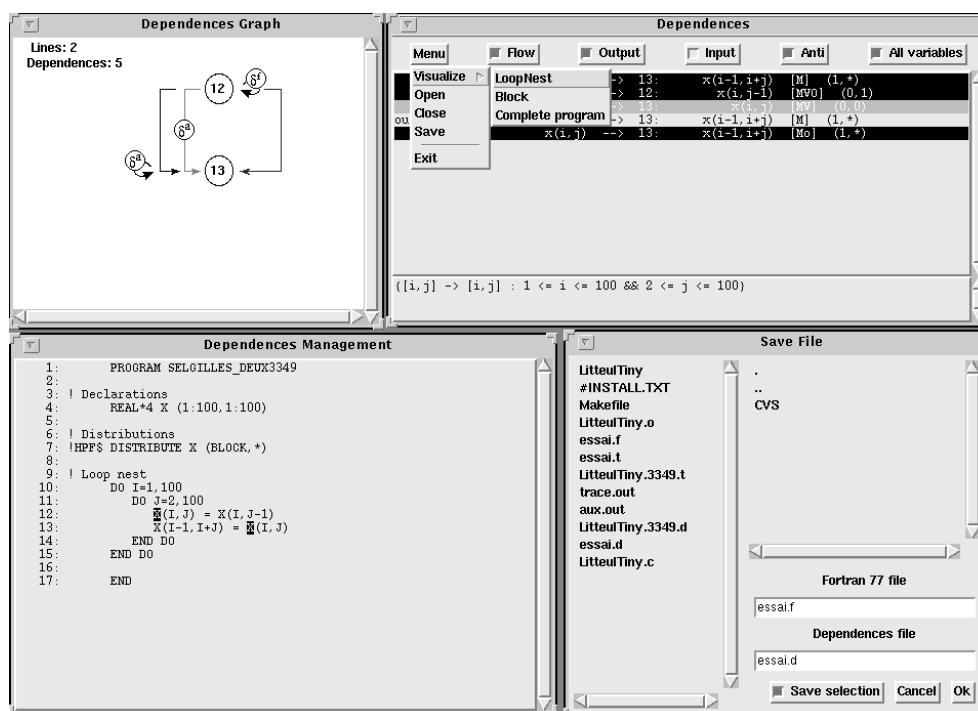 Dependences Graph
Lines: 2
Dependences: 5
12
δf
δa
δa
13
Dependences
Menu
Flow
Output
Input
Anti
All variables
Visualize
Open
Close
Save
Exit
LoopNest
Block
Complete program
-> 13: x(i-1,i+j) [M] (1,*)
-> 12: x(i,j-1) [MVO] (0,1)
-> 13: x(i,j) [MV] (0,0)
ou -> 13: x(i-1,i+j) [M] (1,*)
x(i,j) --> 13: x(i-1,i+j) [Mo] (1,*)
{[i,j] -> [i,j] : 1 <= i <= 100 && 2 <= j <= 100}
Dependences Management
1: PROGRAM SELGILLES_DEUX3349
2:
3: ! Declarations
4: REAL*4 X (1:100,1:100)
5:
6: ! Distributions
7: !HPF$ DISTRIBUTE X (BLOCK,*)
8:
9: ! Loop nest
10: DO I=1,100
11: DO J=2,100
12: X(I,J) = X(I,J-1)
13: X(I-1,I+J) = X(I,J)
14: END DO
15: END DO
16:
17: END
Save File
LitteulTiny
#INSTALL.TXT
Makefile
LitteulTiny.o
essai.f
essai.t
LitteulTiny.3349.t
trace.out
aux.out
LitteulTiny.3349.d
essai.d
LitteulTiny.c
.
..
CVS
Fortran 77 file
essai.f
Dependences file
essai.d
Save selection
Cancel
Ok